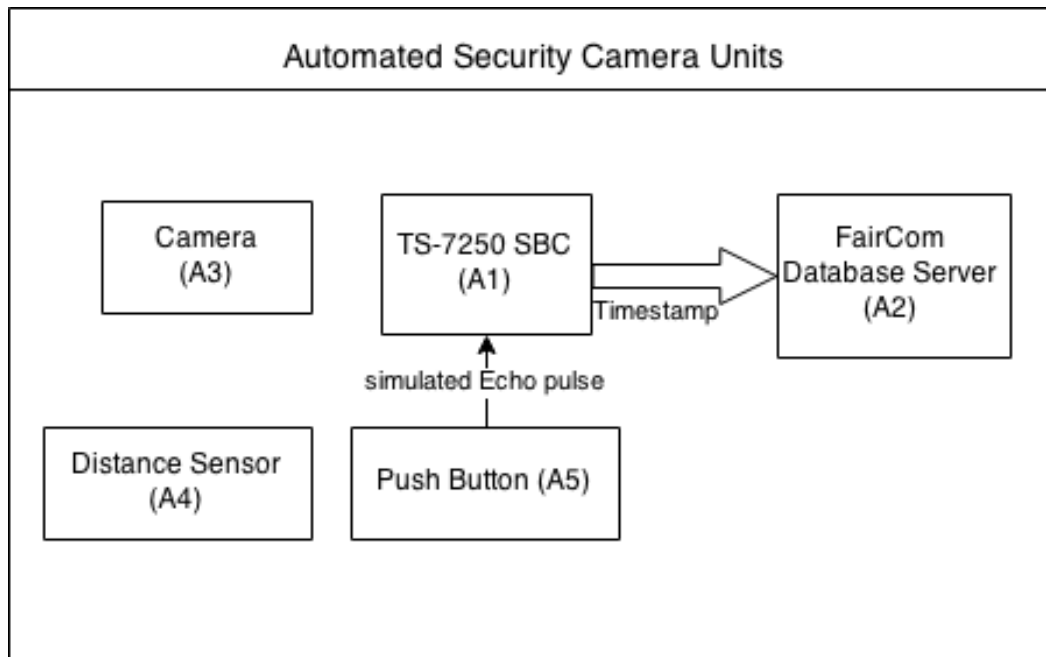 Automated Security Camera Units
Camera
(A3)
TS-7250 SBC
(A1)
FairCom
Database Server
(A2)
Timestamp
simulated Echo pulse
Distance Sensor
(A4)
Push Button (A5)